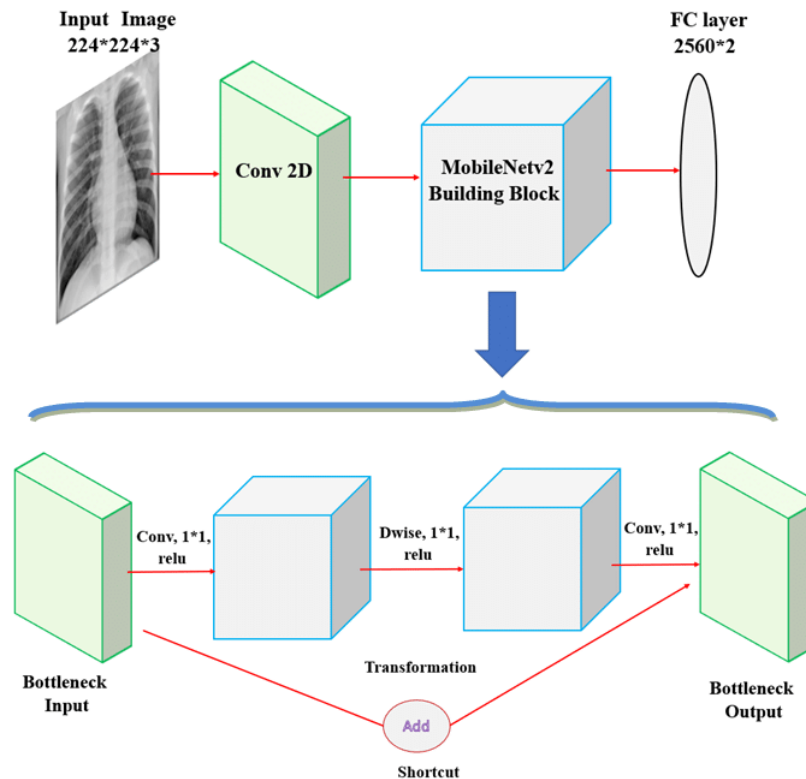 Input Image
224*224*3
FC layer
2560*2
Conv 2D
MobileNetv2
Building Block
Conv, 1*1,
relu
Dwise, 1*1,
relu
Conv, 1*1,
relu
Bottleneck
Input
Transformation
Bottleneck
Output
Add
Shortcut